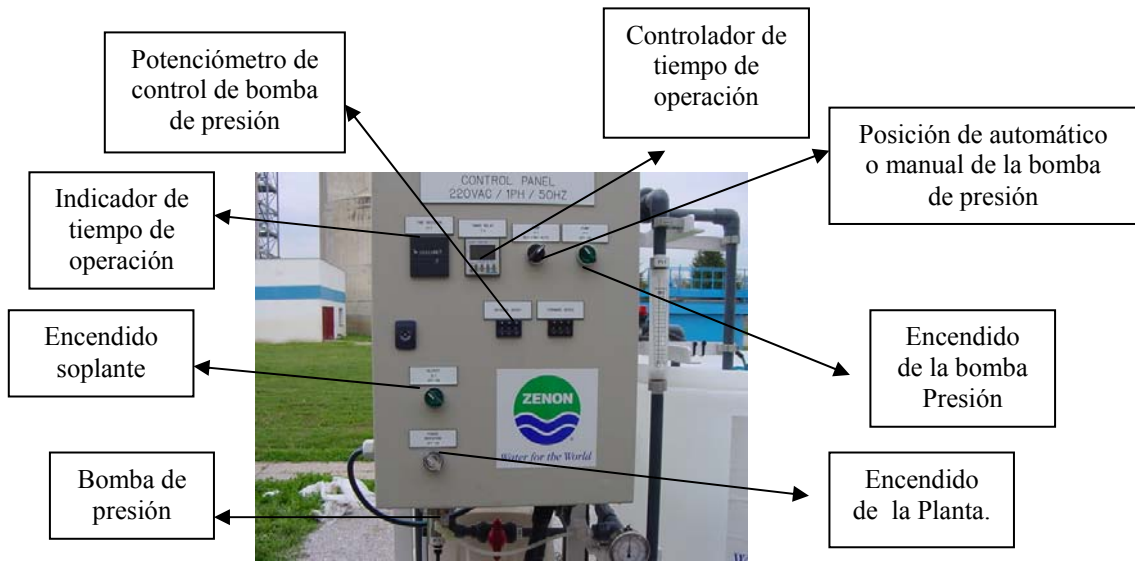 Potenciómetro de
control de bomba
de presión
Controlador de
tiempo de
operación
Posición de automático
o manual de la bomba
de presión
Indicador de
tiempo de
operación
Encendido
soplante
Bomba de
presión
Encendido
de la bomba
Presión
Encendido
de la Planta.
CONTROL PANEL
220VAC / 1PH / 50HZ
ZENON
Water for the World